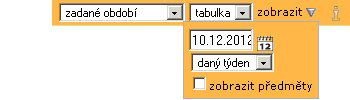 zadané období tabulka zobrazit
10.12.2012
daný týden
zobrazit předměty